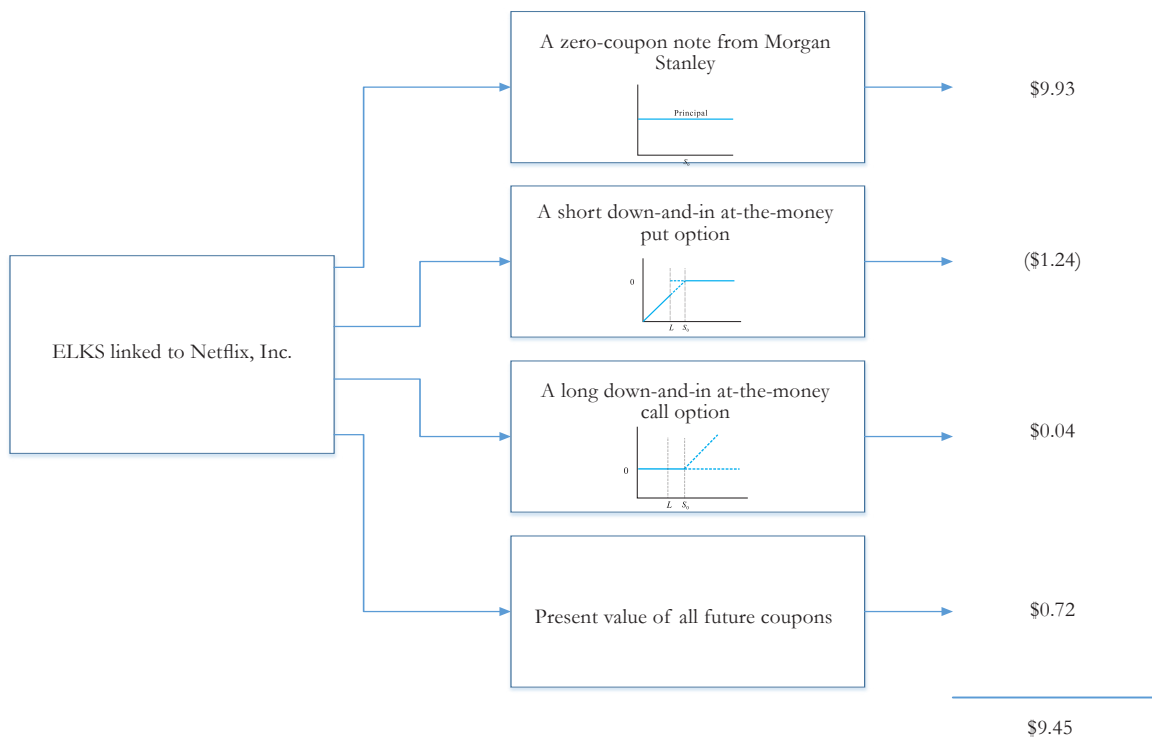 A zero-coupon note from Morgan
Stanley
Principal
S₀
$9.93
A short down-and-in at-the-money
put option
0
L S₀
($1.24)
ELKS linked to Netflix, Inc.
A long down-and-in at-the-money
call option
0
L S₀
$0.04
Present value of all future coupons
$0.72
$9.45